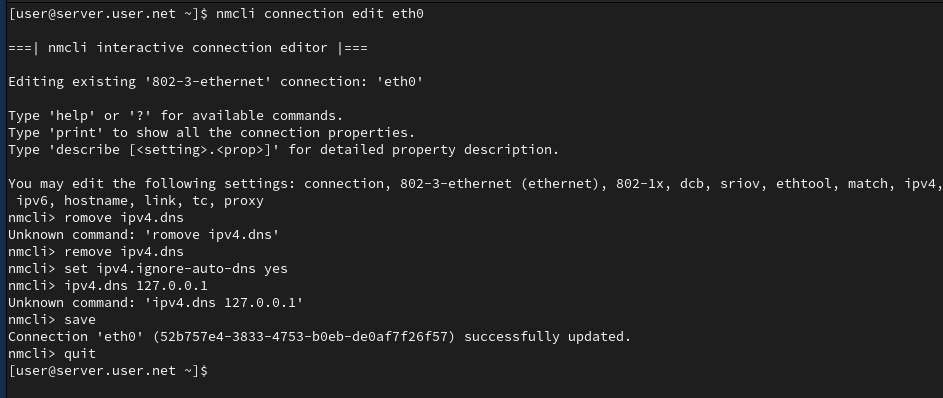 [user@server.user.net ~]$ nmcli connection edit eth0
===| nmcli interactive connection editor |===
Editing existing '802-3-ethernet' connection: 'eth0'
Type 'help' or '?' for available commands.
Type 'print' to show all the connection properties.
Type 'describe [<setting>.<prop>]' for detailed property description.
You may edit the following settings: connection, 802-3-ethernet (ethernet), 802-1x, dcb, sriov, ethtool, match, ipv4,
ipv6, hostname, link, tc, proxy
nmcli> romove ipv4.dns
Unknown command: 'romove ipv4.dns'
nmcli> remove ipv4.dns
nmcli> set ipv4.ignore-auto-dns yes
nmcli> ipv4.dns 127.0.0.1
Unknown command: 'ipv4.dns 127.0.0.1'
nmcli> save
Connection 'eth0' (52b757e4-3833-4753-b0eb-de0af7f26f57) successfully updated.
nmcli> quit
[user@server.user.net ~]$